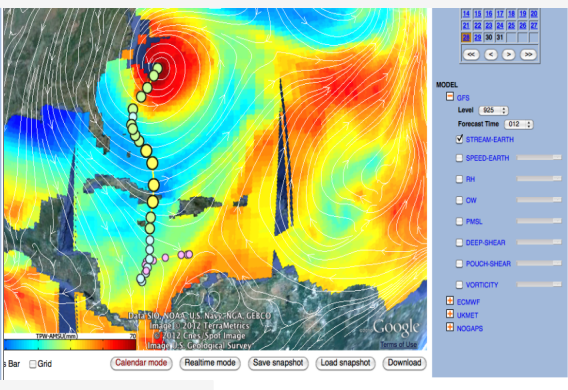 14 15 16 17 18 19 20
21 22 23 24 25 26 27
28 29 30 31
<< < > >>
MODEL
GFS
Level 925
Forecast Time 012
STREAM-EARTH
SPEED-EARTH
RH
OW
PMSL
DEEP-SHEAR
POUCH-SHEAR
VORTICITY
ECMWF
UKMET
NOGAPS
Data SIO, NOAA, U.S. Navy, NGA, GEBCO
Image © 2012 TerraMetrics
© 2012 Cnes/Spot Image
Image U.S. Geological Survey
Google
Terms of Use
TPW-AMSU(mm) 70
s Bar Grid
Calendar mode Realtime mode Save snapshot Load snapshot Download